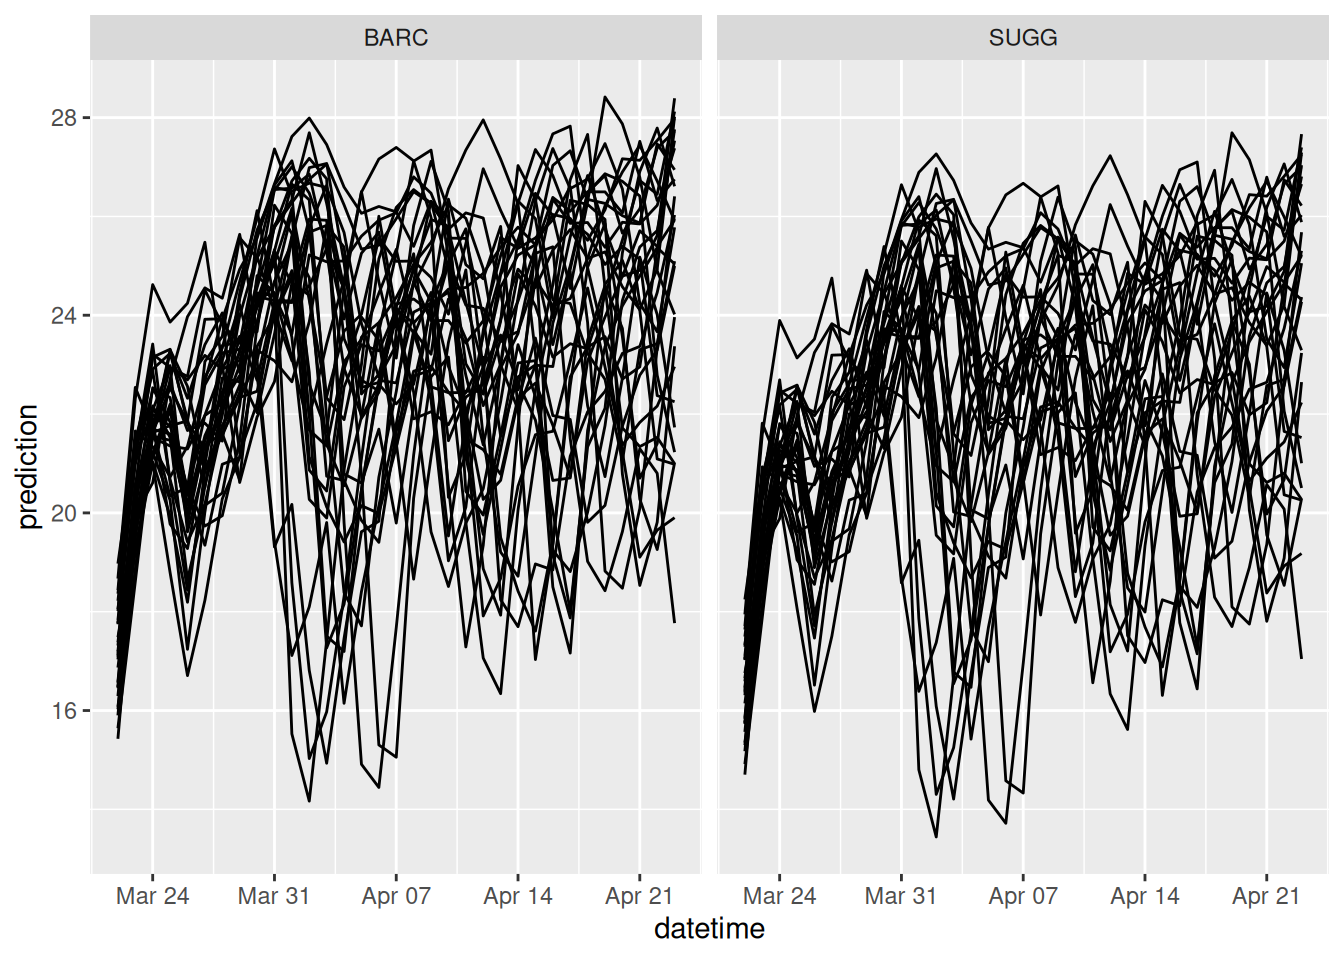 BARC
SUGG
28
24
20
16
prediction
Mar 24
Mar 31
Apr 07
Apr 14
Apr 21
Mar 24
Mar 31
Apr 07
Apr 14
Apr 21
datetime